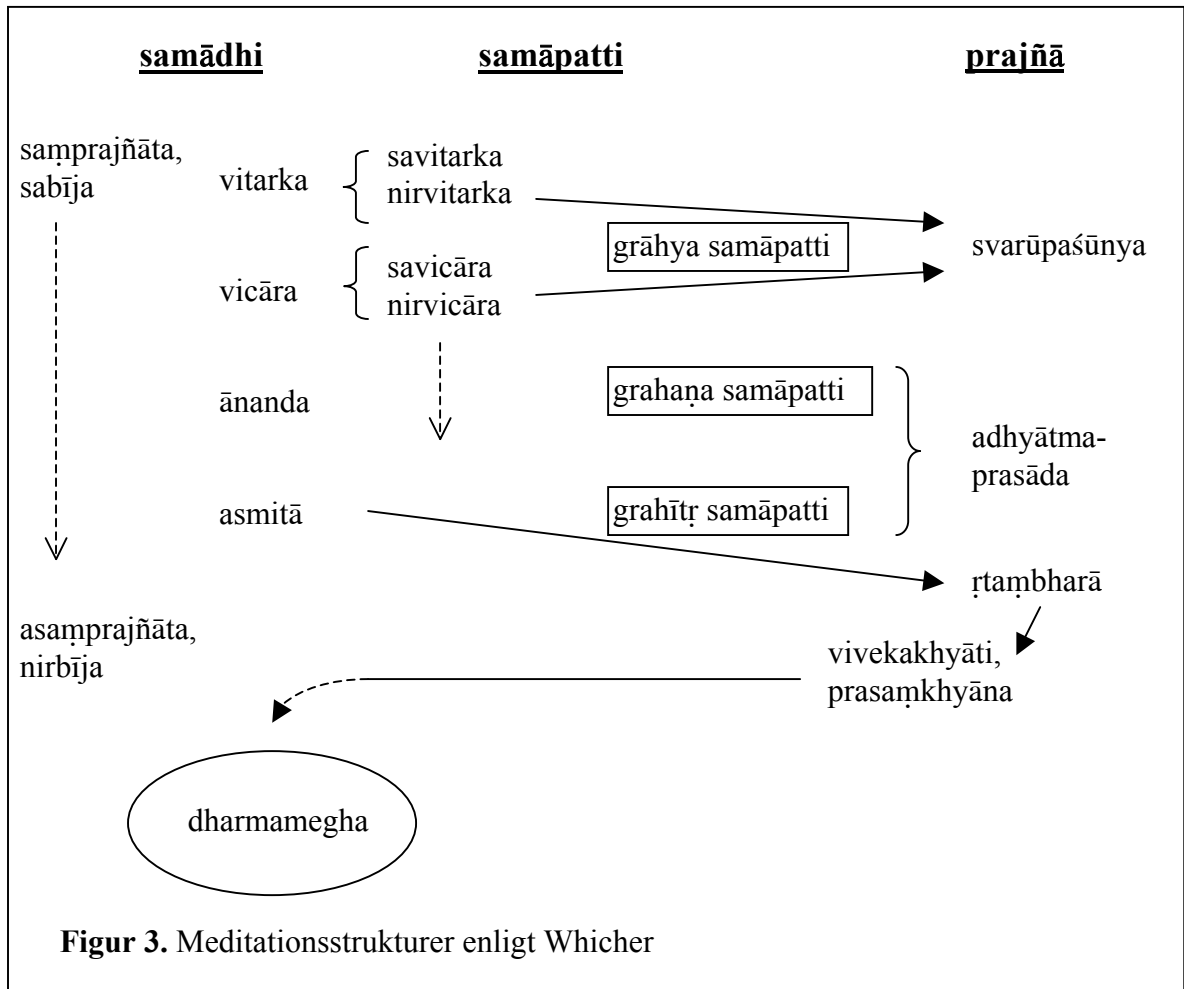 samādhi
samāpatti
prajñā
saṃprajñāta,
sabīja
vitarka
savitarka
nirvitarka
grāhya samāpatti
svarūpaśūnya
vicāra
savicāra
nirvicāra
ānanda
grahaṇa samāpatti
adhyātma-
prasāda
asmitā
grahītṛ samāpatti
ṛtaṃbharā
asaṃprajñāta,
nirbīja
vivekakhyāti,
prasaṃkhyāna
dharmamegha
Figur 3. Meditationsstrukturer enligt Whicher